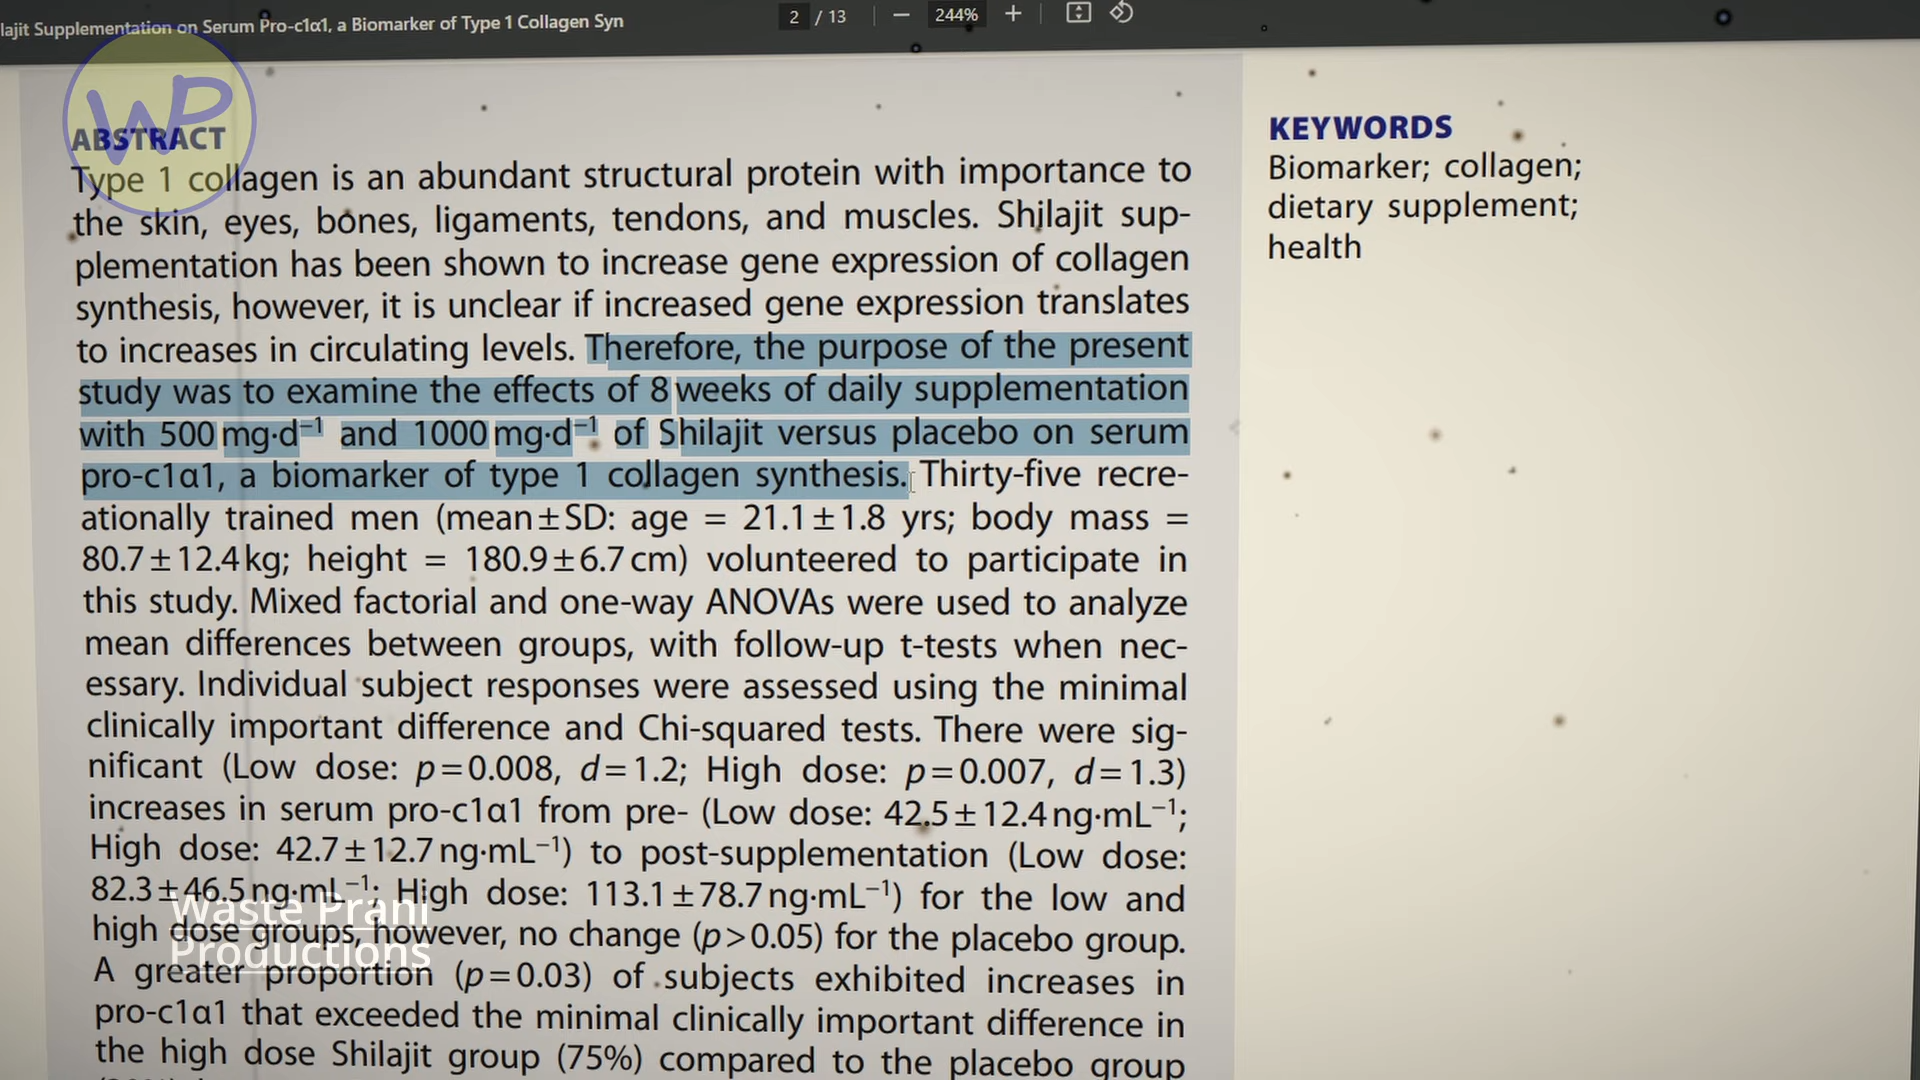 lajit Supplementation on Serum Pro-c1α1, a Biomarker of Type 1 Collagen Syn
2 / 13
244%
WP
ABSTRACT
Type 1 collagen is an abundant structural protein with importance to
the skin, eyes, bones, ligaments, tendons, and muscles. Shilajit sup-
plementation has been shown to increase gene expression of collagen
synthesis, however, it is unclear if increased gene expression translates
to increases in circulating levels. Therefore, the purpose of the present
study was to examine the effects of 8 weeks of daily supplementation
with 500 mg·d⁻¹ and 1000 mg·d⁻¹ of Shilajit versus placebo on serum
pro-c1α1, a biomarker of type 1 collagen synthesis. Thirty-five recre-
ationally trained men (mean±SD: age = 21.1±1.8 yrs; body mass =
80.7±12.4 kg; height = 180.9±6.7 cm) volunteered to participate in
this study. Mixed factorial and one-way ANOVAs were used to analyze
mean differences between groups, with follow-up t-tests when nec-
essary. Individual subject responses were assessed using the minimal
clinically important difference and Chi-squared tests. There were sig-
nificant (Low dose: p=0.008, d=1.2; High dose: p=0.007, d=1.3)
increases in serum pro-c1α1 from pre- (Low dose: 42.5±12.4 ng·mL⁻¹;
High dose: 42.7±12.7 ng·mL⁻¹) to post-supplementation (Low dose:
82.3±46.5 ng·mL⁻¹; High dose: 113.1±78.7 ng·mL⁻¹) for the low and
high dose groups, however, no change (p>0.05) for the placebo group.
A greater proportion (p=0.03) of subjects exhibited increases in
pro-c1α1 that exceeded the minimal clinically important difference in
the high dose Shilajit group (75%) compared to the placebo group
KEYWORDS
Biomarker; collagen;
dietary supplement;
health
Waste Prani
Productions